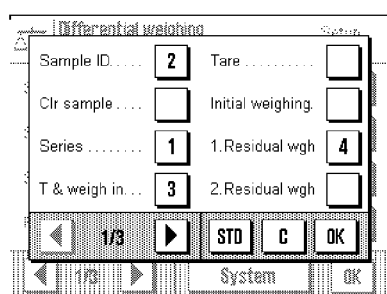 Differential weighing System
Sample ID..... 2 Tare ..........
Clr sample .... Initial weighing.
Series ........ 1 1.Residual wgh 4
T & weigh in... 3 2.Residual wgh
1/3 STD C OK
1/3 System OK